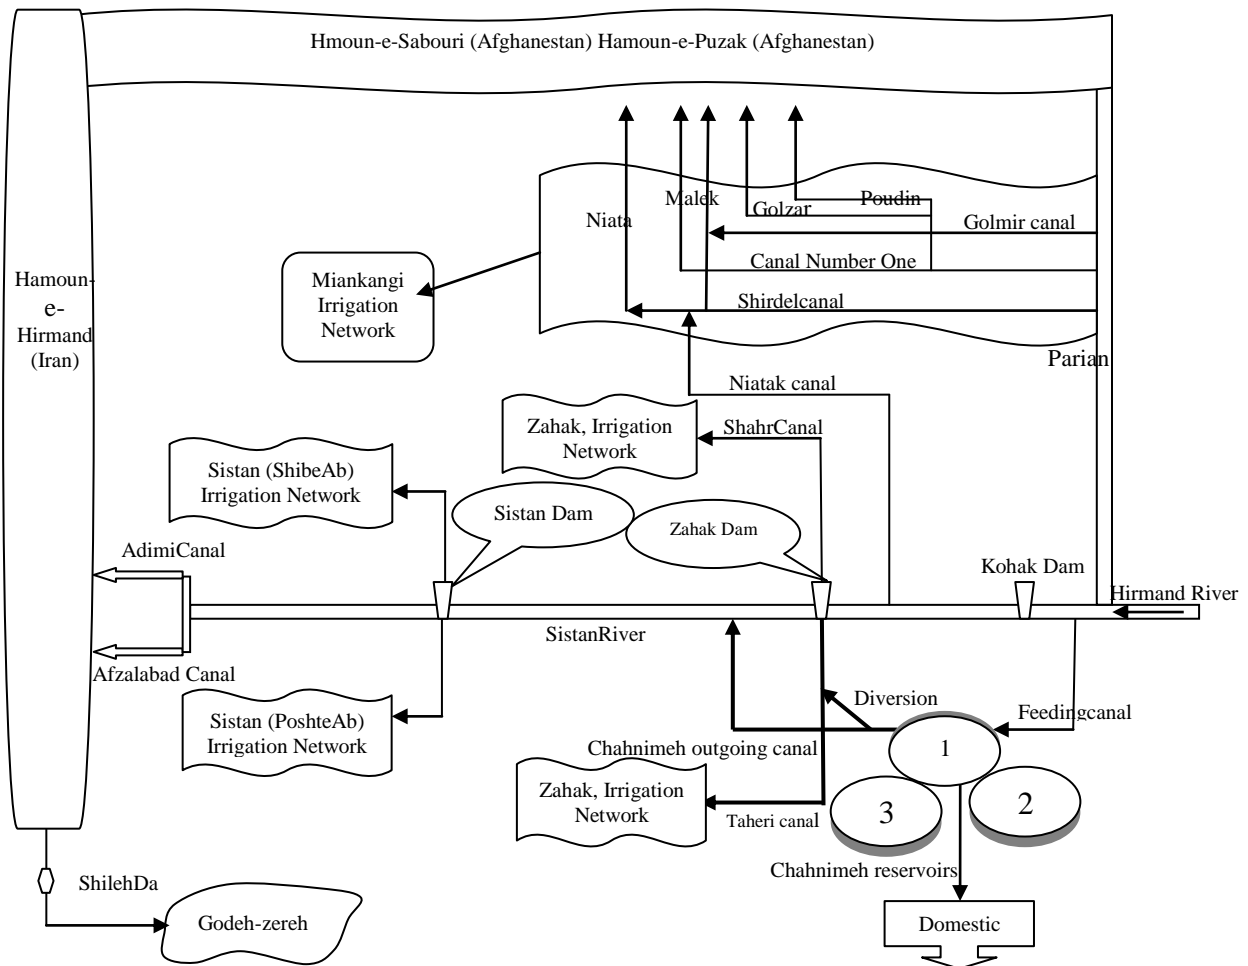 Hmoun-e-Sabouri (Afghanestan) Hamoun-e-Puzak (Afghanestan)
Malek
Poudin
Golzar
Niata
Golmir canal
Canal Number One
Shirdelcanal
Hamoun-
e-
Hirmand
(Iran)
Miankangi
Irrigation
Network
Parian
Niatak canal
Zahak, Irrigation
Network
ShahrCanal
Sistan (ShibeAb)
Irrigation Network
Sistan Dam
Zahak Dam
AdimiCanal
Kohak Dam
Hirmand River
SistanRiver
Afzalabad Canal
Sistan (PoshteAb)
Irrigation Network
Diversion
Feedingcanal
Chahnimeh outgoing canal
1
Zahak, Irrigation
Network
Taheri canal
3
2
Chahnimeh reservoirs
ShilehDa
Godeh-zereh
Domestic